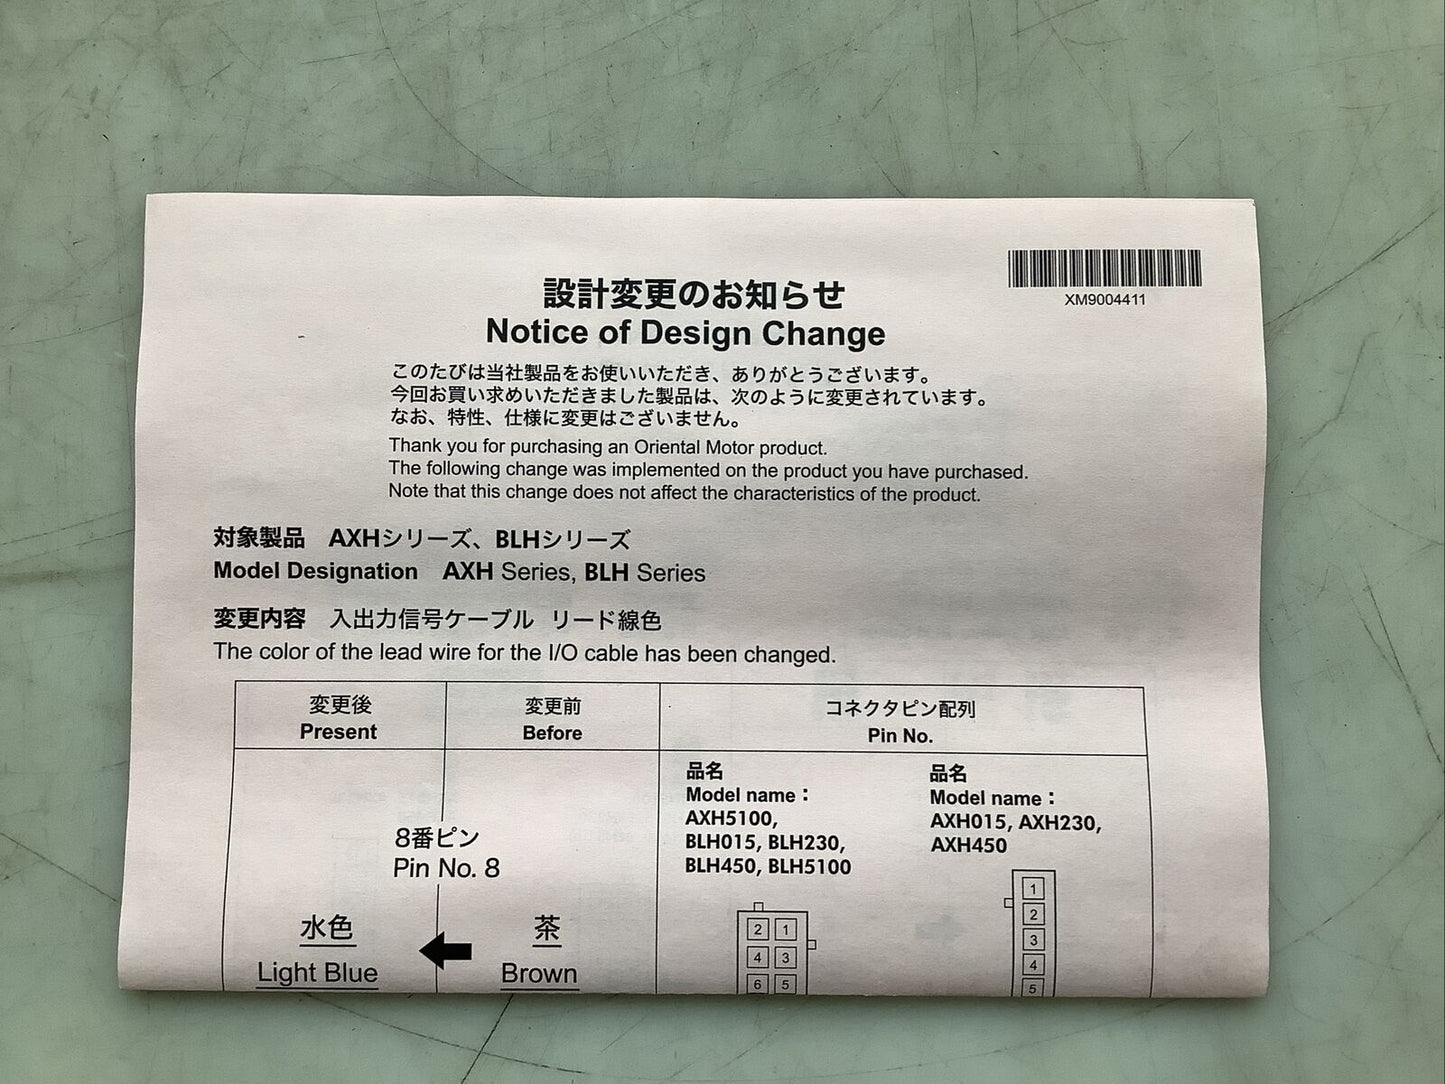 XM9004411
設計変更のお知らせ
Notice of Design Change
このたびは当社製品をお使いいただき、ありがとうございます。
今回お買い求めいただきました製品は、次のように変更されています。
なお、特性、仕様に変更はございません。
Thank you for purchasing an Oriental Motor product.
The following change was implemented on the product you have purchased.
Note that this change does not affect the characteristics of the product.
対象製品 AXHシリーズ、BLHシリーズ
Model Designation AXH Series, BLH Series
変更内容 入出力信号ケーブル リード線色
The color of the lead wire for the I/O cable has been changed.
変更後
Present
変更前
Before
コネクタピン配列
Pin No.
8番ピン
Pin No. 8
水色
Light Blue
茶
Brown
品名
Model name：
AXH5100,
BLH015, BLH230,
BLH450, BLH5100
2 1
4 3
6 5
品名
Model name：
AXH015, AXH230,
AXH450
1
2
3
4
5